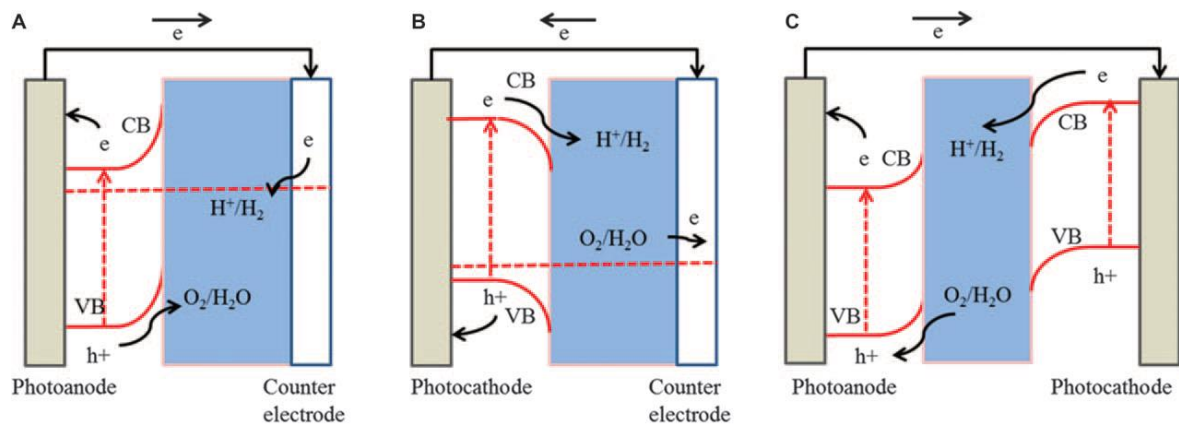 A
e
CB
e
H⁺/H₂
e
VB
O₂/H₂O
h+
Photoanode
Counter
electrode
B
e
CB
e
H⁺/H₂
O₂/H₂O
e
h+
VB
Photocathode
Counter
electrode
C
e
e
CB
H⁺/H₂
e
CB
VB
O₂/H₂O
h+
VB
h+
Photoanode
Photocathode